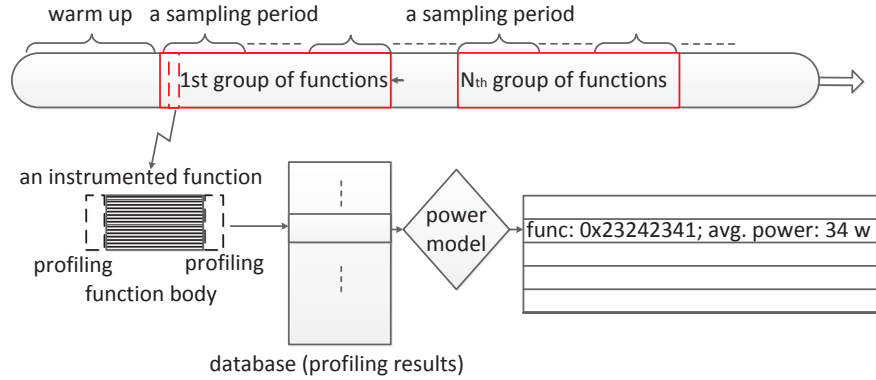 warm up
a sampling period
a sampling period
1st group of functions
Nth group of functions
an instrumented function
profiling
profiling
function body
database (profiling results)
power
model
func: 0x23242341; avg. power: 34 w